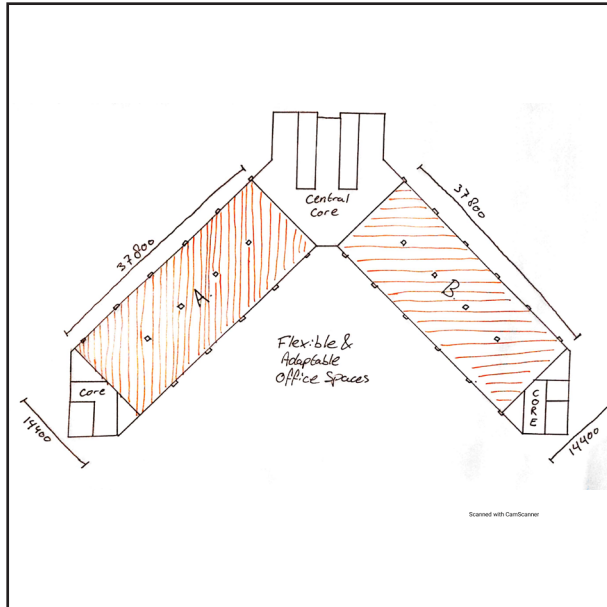 Central
Core
37800
37800
A.
B.
Flexible &
Adaptable
Office Spaces
Core
CORE
14400
14400
Scanned with CamScanner